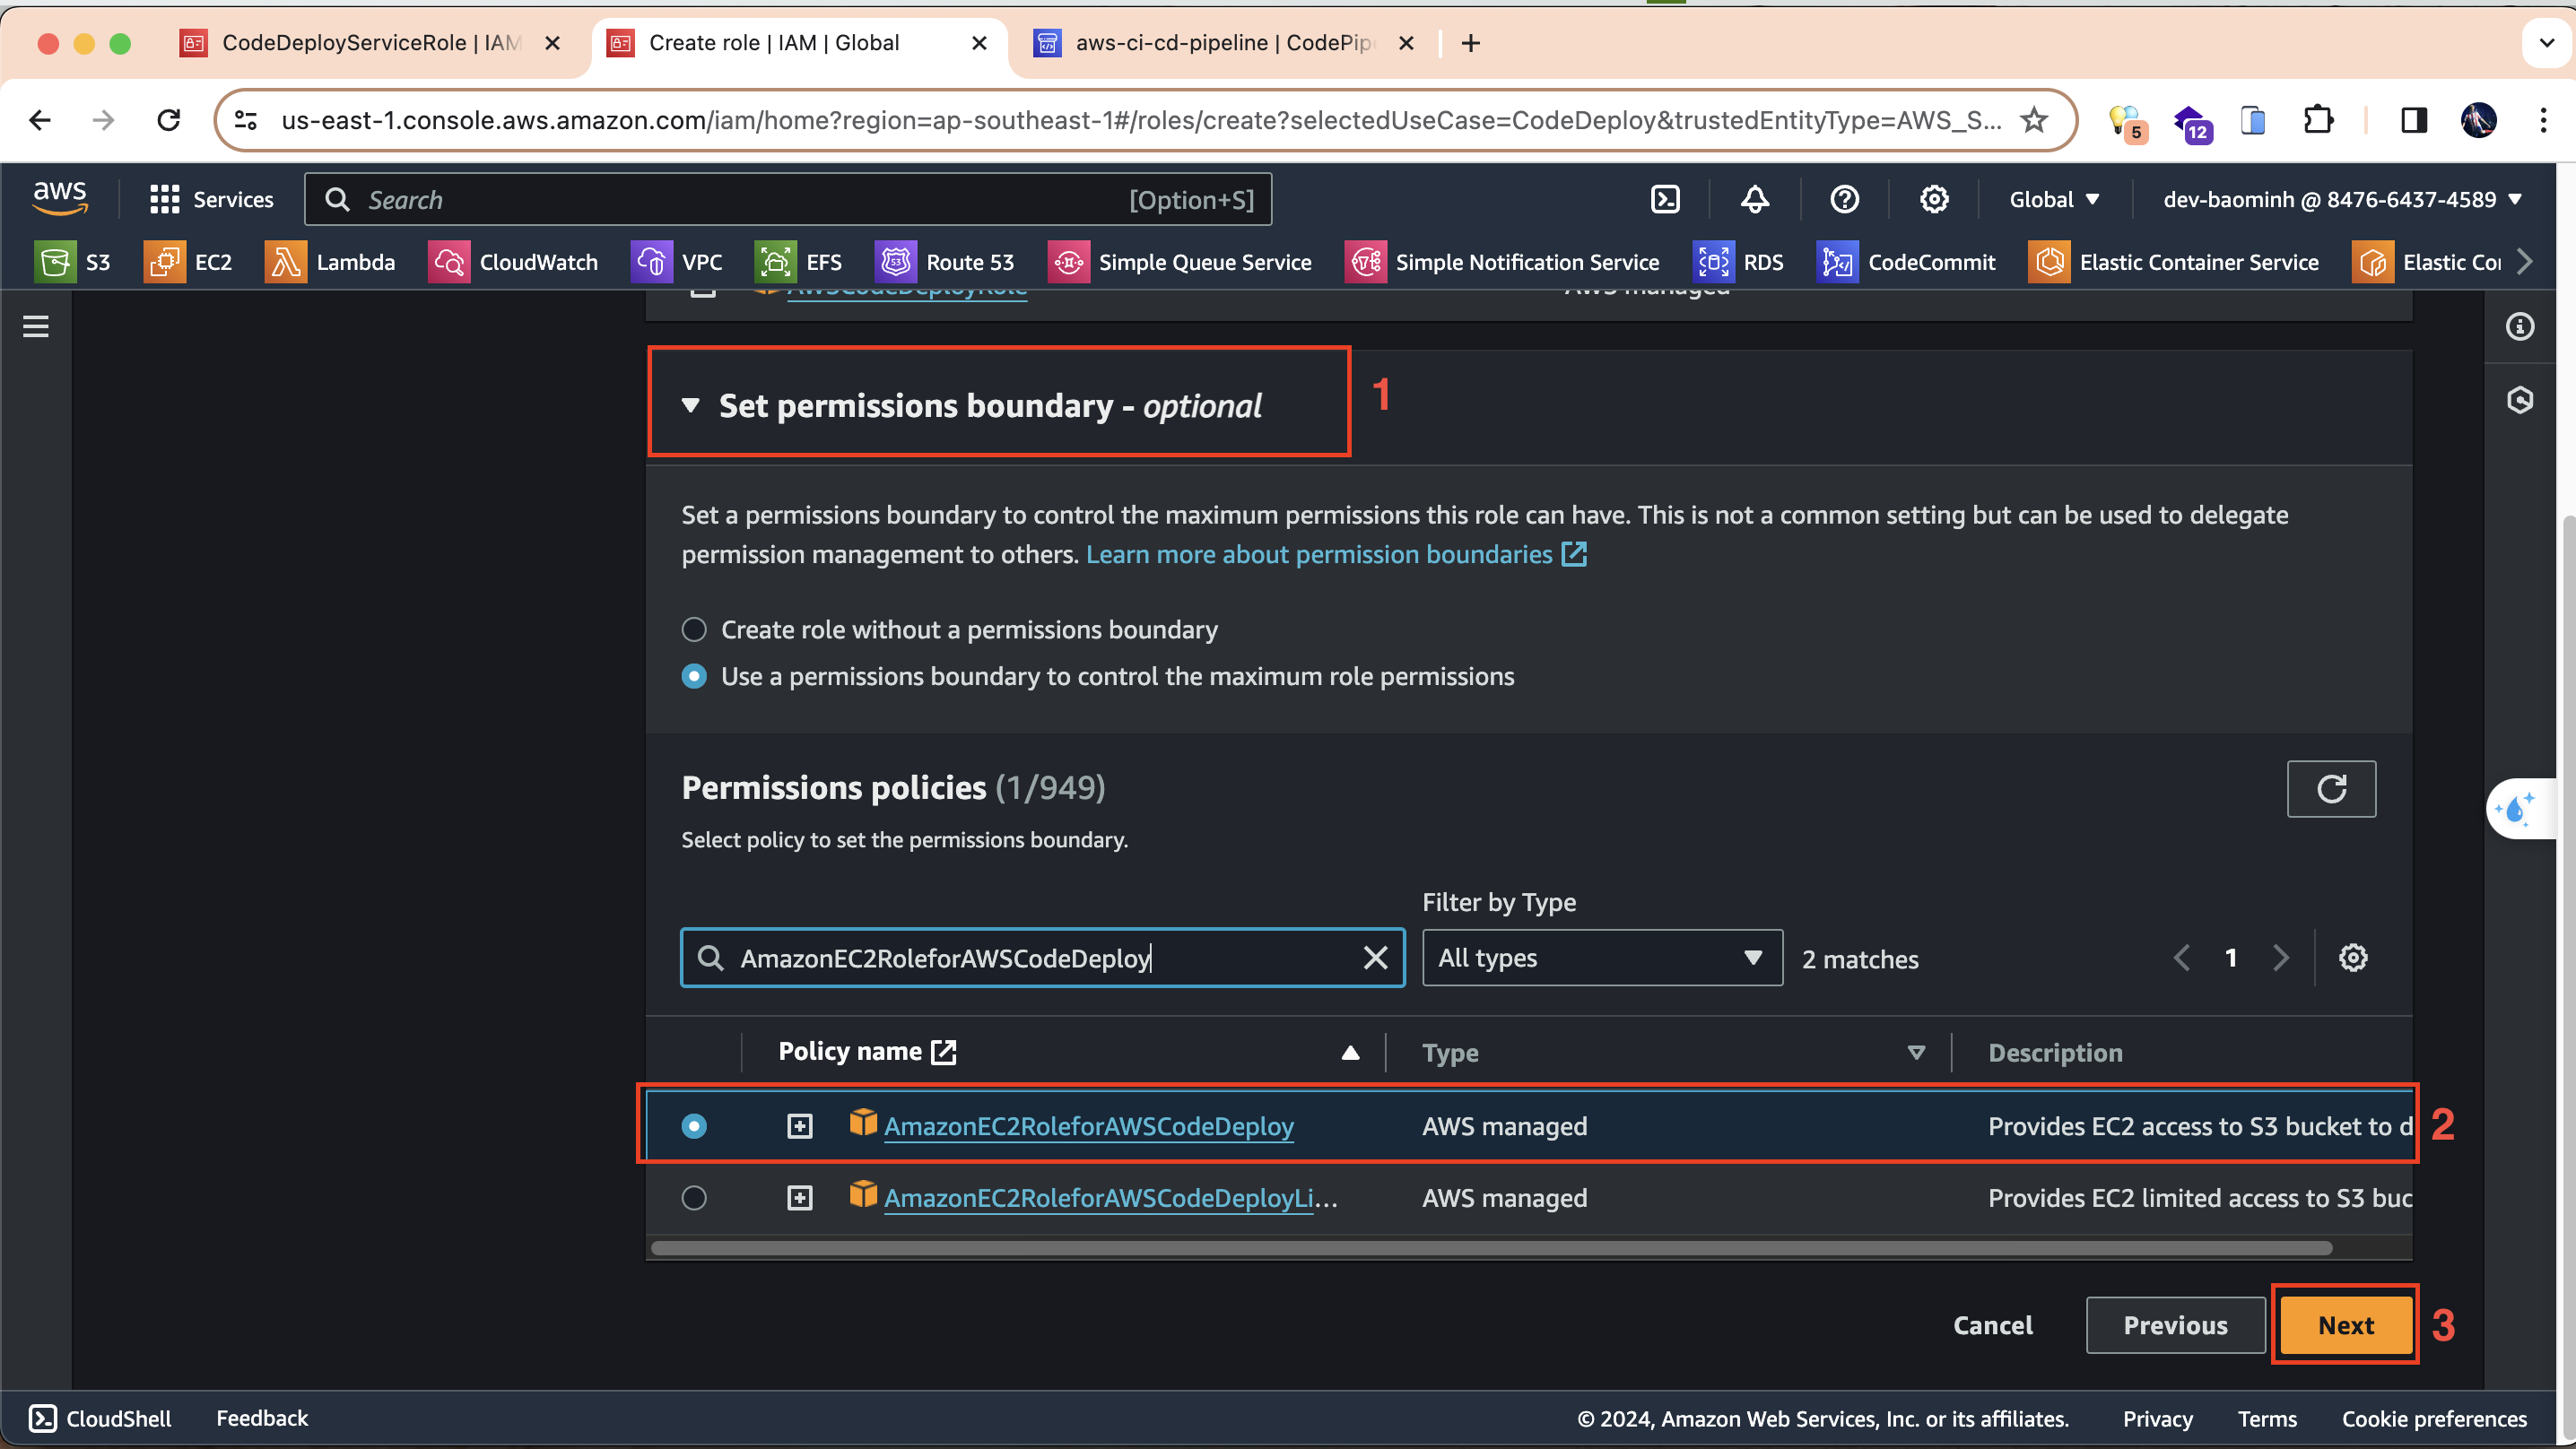 CodeDeployServiceRole | IAM
Create role | IAM | Global
aws-ci-cd-pipeline | CodePip
us-east-1.console.aws.amazon.com/iam/home?region=ap-southeast-1#/roles/create?selectedUseCase=CodeDeploy&trustedEntityType=AWS_S...
5
12
aws
Services
Search
[Option+S]
Global
dev-baominh @ 8476-6437-4589
S3
EC2
Lambda
CloudWatch
VPC
EFS
53
Route 53
Simple Queue Service
Simple Notification Service
RDS
CodeCommit
Elastic Container Service
Elastic Co
AWSCodeDeployRole
AWS managed
Set permissions boundary - optional
1
Set a permissions boundary to control the maximum permissions this role can have. This is not a common setting but can be used to delegate
permission management to others. Learn more about permission boundaries
Create role without a permissions boundary
Use a permissions boundary to control the maximum role permissions
Permissions policies (1/949)
Select policy to set the permissions boundary.
Filter by Type
AmazonEC2RoleforAWSCodeDeploy
All types
2 matches
1
Policy name
Type
Description
AmazonEC2RoleforAWSCodeDeploy
AWS managed
Provides EC2 access to S3 bucket to d
2
AmazonEC2RoleforAWSCodeDeployLi...
AWS managed
Provides EC2 limited access to S3 buc
Cancel
Previous
Next
3
CloudShell
Feedback
© 2024, Amazon Web Services, Inc. or its affiliates.
Privacy
Terms
Cookie preferences